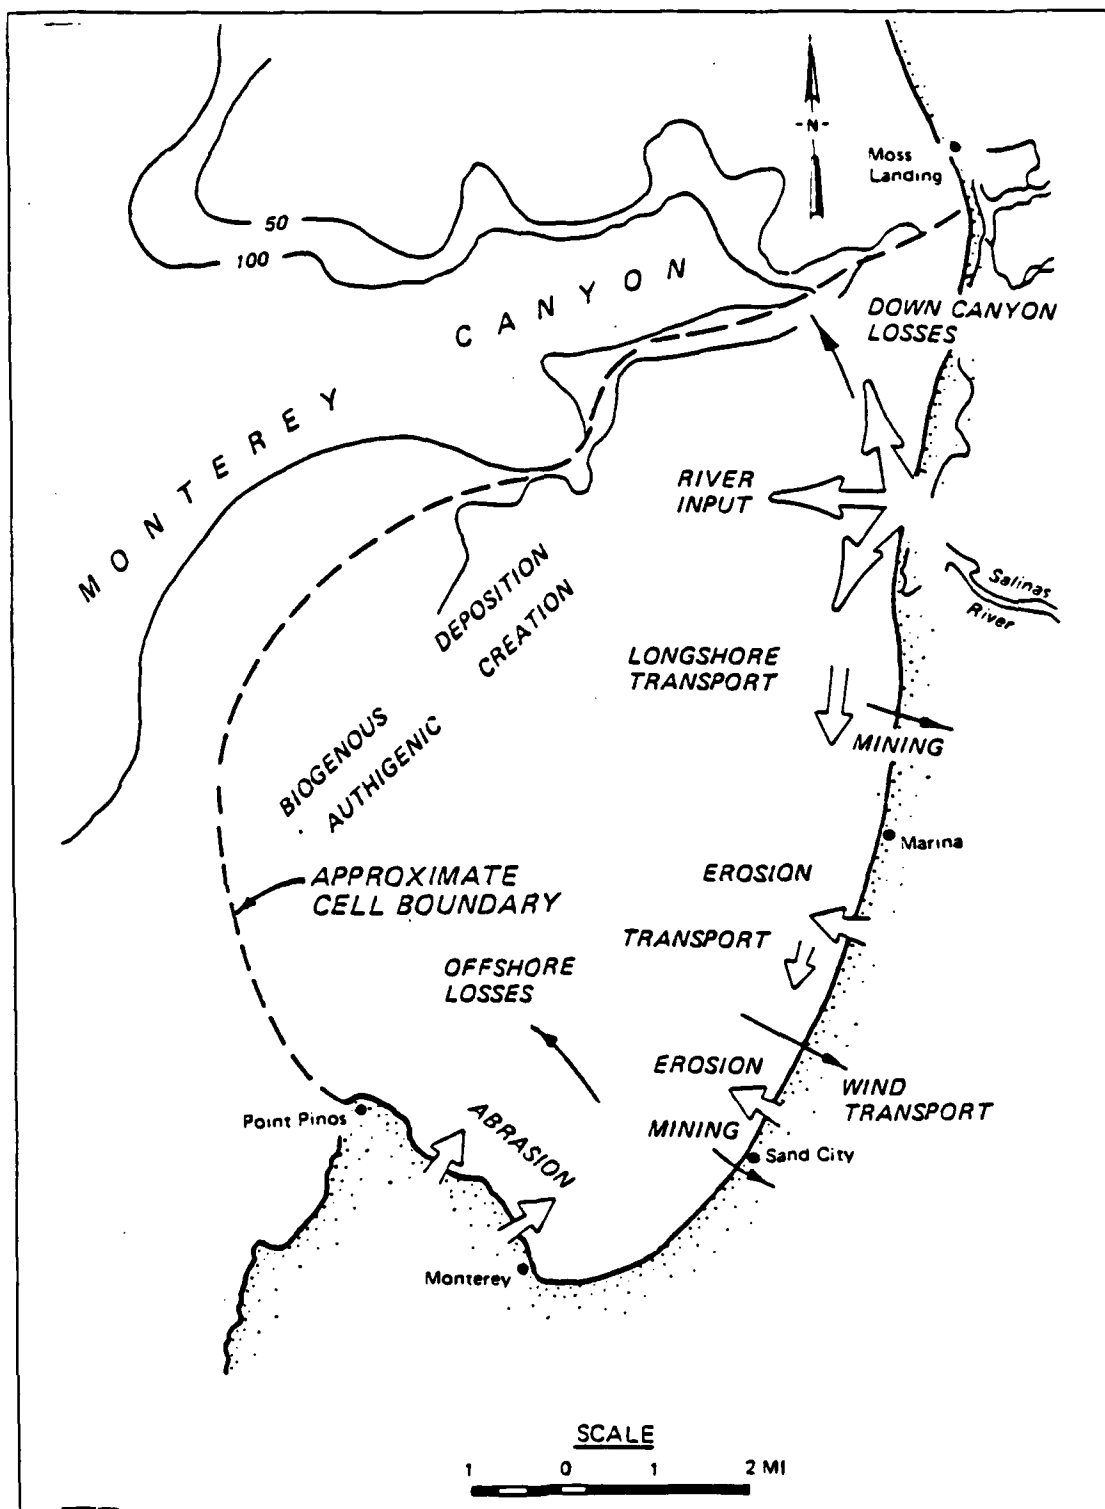 -N-
Moss
Landing
50
100
MONTEREY CANYON
DOWN CANYON
LOSSES
RIVER
INPUT
Salinas
River
DEPOSITION
CREATION
LONGSHORE
TRANSPORT
MINING
BIOGENOUS
AUTHIGENIC
Marina
APPROXIMATE
CELL BOUNDARY
EROSION
TRANSPORT
OFFSHORE
LOSSES
EROSION
WIND
TRANSPORT
Point Pinos
ABRASION
MINING
Sand City
Monterey
SCALE
1 0 1 2 MI